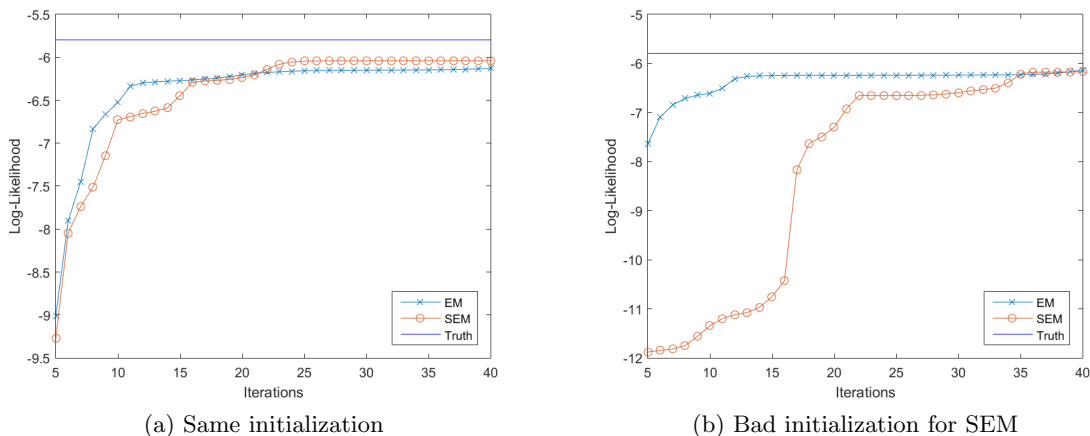 -5.5
-6
-6.5
-7
-7.5
-8
-8.5
-9
-9.5
Log-Likelihood
5 10 15 20 25 30 35 40
Iterations
EM
SEM
Truth
(a) Same initialization
-5
-6
-7
-8
-9
-10
-11
-12
Log-Likelihood
5 10 15 20 25 30 35 40
Iterations
EM
SEM
Truth
(b) Bad initialization for SEM